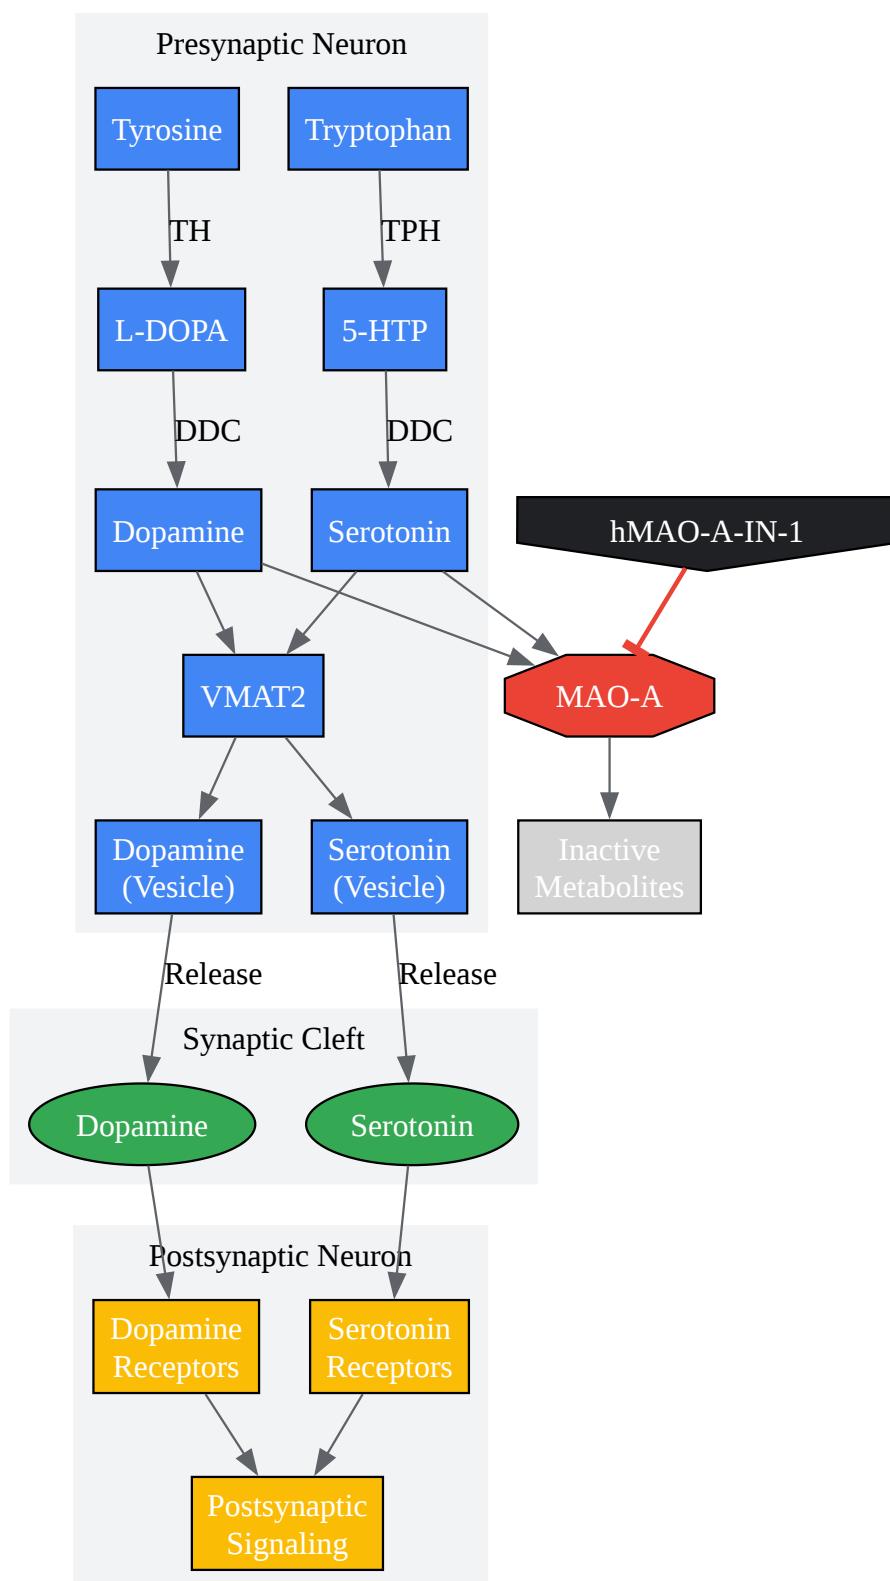 Presynaptic Neuron
Tyrosine
Tryptophan
TH
TPH
L-DOPA
5-HTP
DDC
DDC
Dopamine
Serotonin
hMAO-A-IN-1
VMAT2
MAO-A
Dopamine
(Vesicle)
Serotonin
(Vesicle)
Inactive
Metabolites
Release
Release
Synaptic Cleft
Dopamine
Serotonin
Postsynaptic Neuron
Dopamine
Receptors
Serotonin
Receptors
Postsynaptic
Signaling